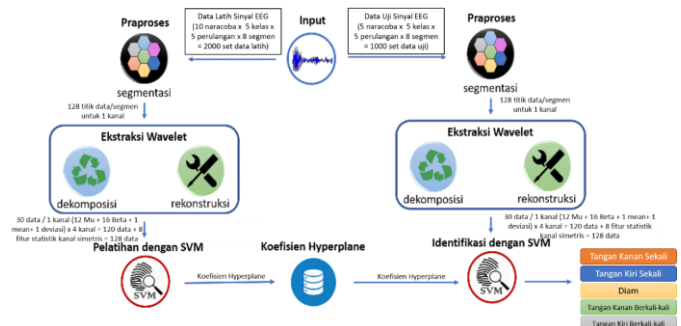 Praproses
Data Latih Sinyal EEG
(10 naracoba x 5 kelas x
5 perulangan x 8 segmen
= 2000 set data latih)
Input
Data Uji Sinyal EEG
(5 naracoba x 5 kelas x
5 perulangan x 8 segmen
= 1000 set data uji)
Praproses
segmentasi
segmentasi
128 titik data/segmen
untuk 1 kanal
128 titik data/segmen
untuk 1 kanal
Ekstraksi Wavelet
dekomposisi
rekonstruksi
Ekstraksi Wavelet
dekomposisi
rekonstruksi
30 data / 1 kanal (12 Mu + 16 Beta + 1
mean+ 1 deviasi) x 4 kanal = 120 data + 8
fitur statistik kanal simetris = 128 data
30 data / 1 kanal (12 Mu + 16 Beta + 1 mean+ 1
deviasi) x 4 kanal = 120 data + 8 fitur statistik
kanal simetris = 128 data
Pelatihan dengan SVM
Koefisien Hyperplane
Identifikasi dengan SVM
SVM
Koefisien Hyperplane
Koefisien Hyperplane
SVM
Tangan Kanan Sekali
Tangan Kiri Sekali
Diam
Tangan Kanan Berkali-kali
Tangan Kiri Berkali-kali